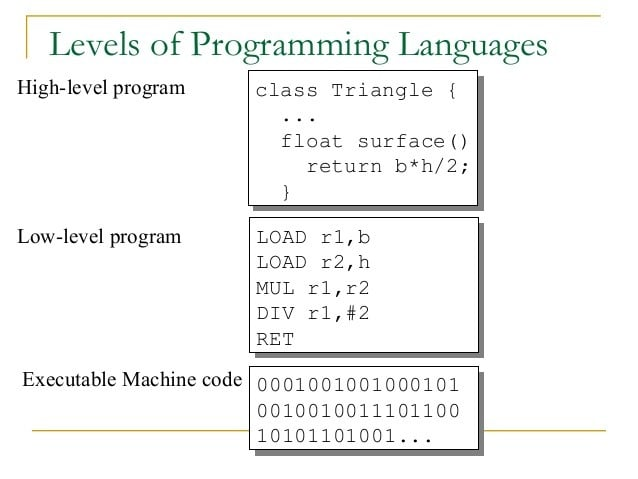 Levels of Programming Languages
High-level program
class Triangle {
...
float surface()
return b*h/2;
}
Low-level program
LOAD r1,b
LOAD r2,h
MUL r1,r2
DIV r1,#2
RET
Executable Machine code
0001001001000101
0010010011101100
10101101001...